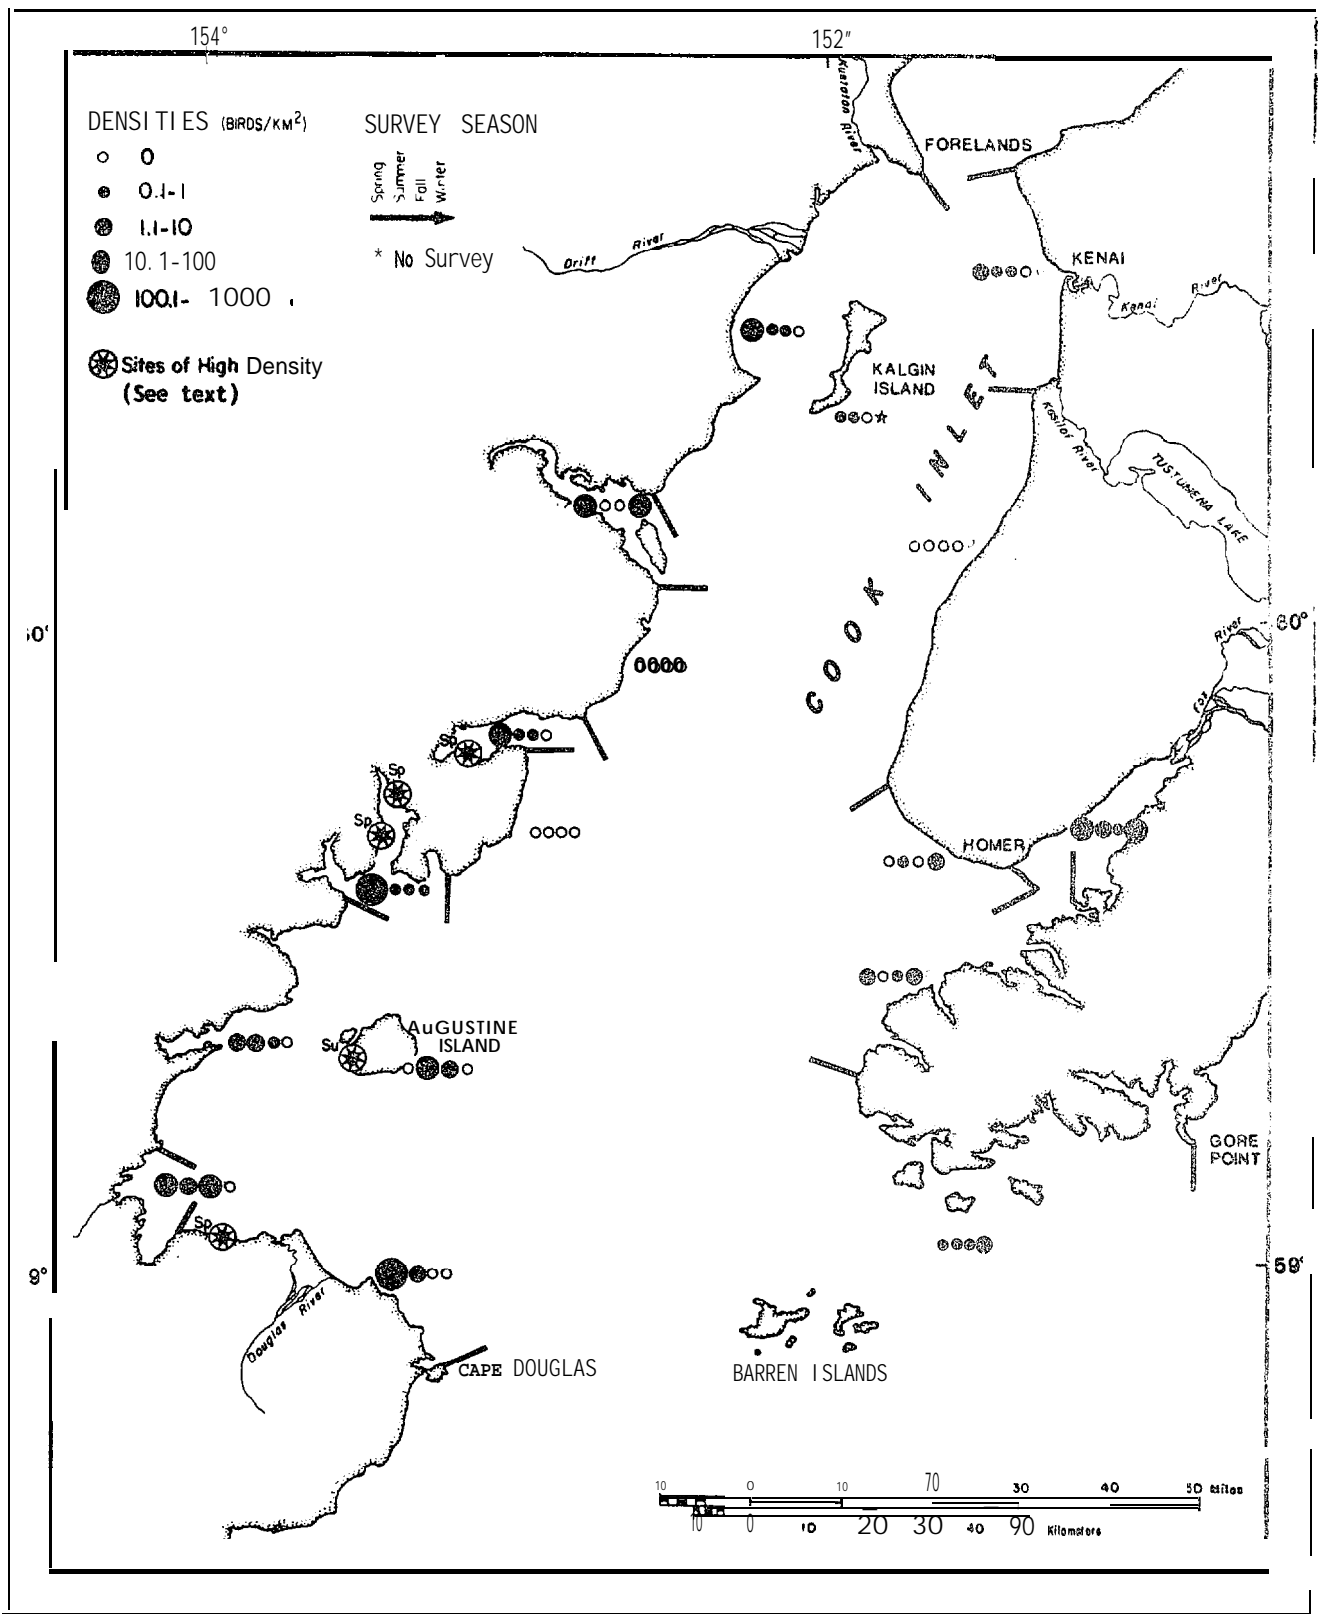 154°
152"
DENSITIES (BIRDS/KM²)
0
0.1-1
1.1-10
10.1-100
100.1- 1000
Sites of High Density
(See text)
SURVEY SEASON
Spring
Summer
Fall
Winter
* No Survey
Kustatan River
FORELANDS
Drift River
KENAI
Kenai River
KALGIN
ISLAND
COOK INLET
Kasilof River
TUSTUMENA LAKE
60°
River
Fox
Sp
Sp
Sp
HOMER
AuGUSTINE
ISLAND
Su
GORE
POINT
Sp
9°
59°
Douglas River
CAPE DOUGLAS
BARREN ISLANDS
10 0 10 70 30 40 50 Miles
10 0 10 20 30 40 90 Kilometers